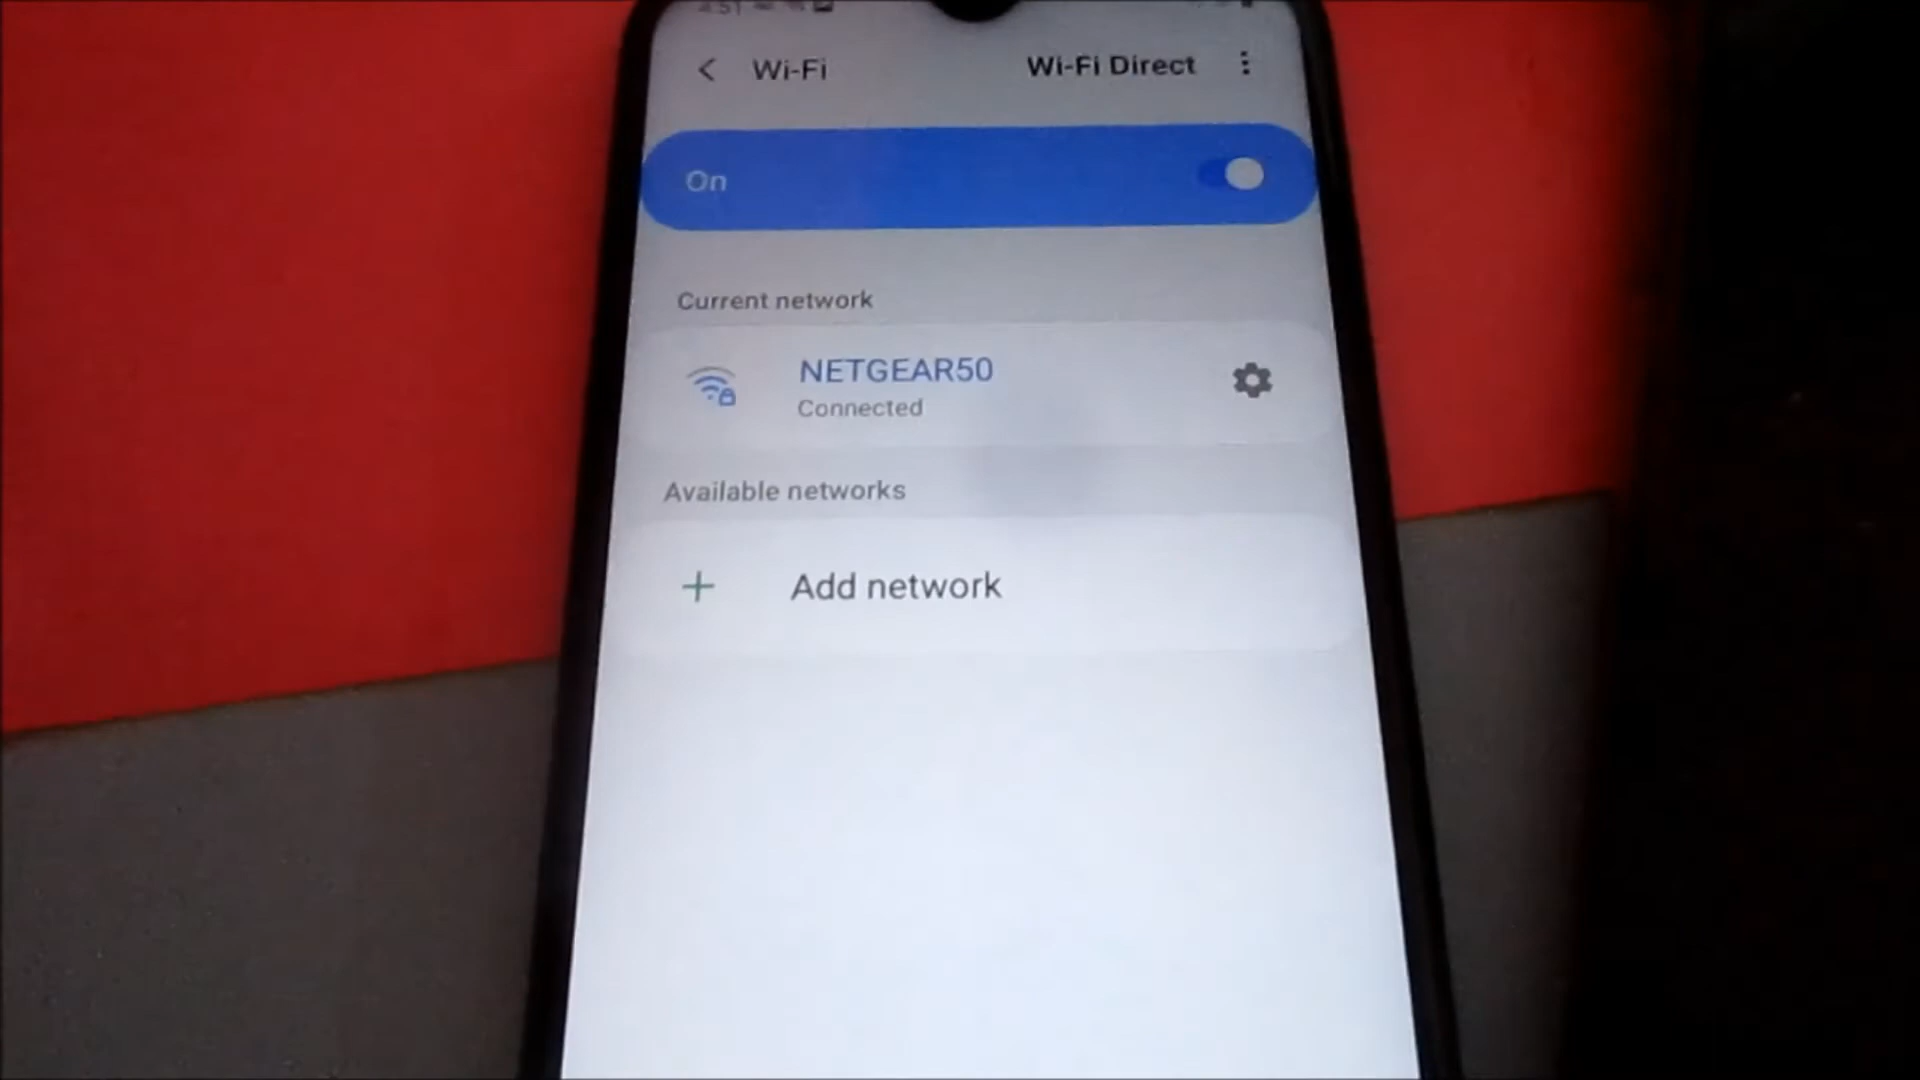 Wi-Fi
Wi-Fi Direct
On
Current network
NETGEAR50
Connected
Available networks
Add network